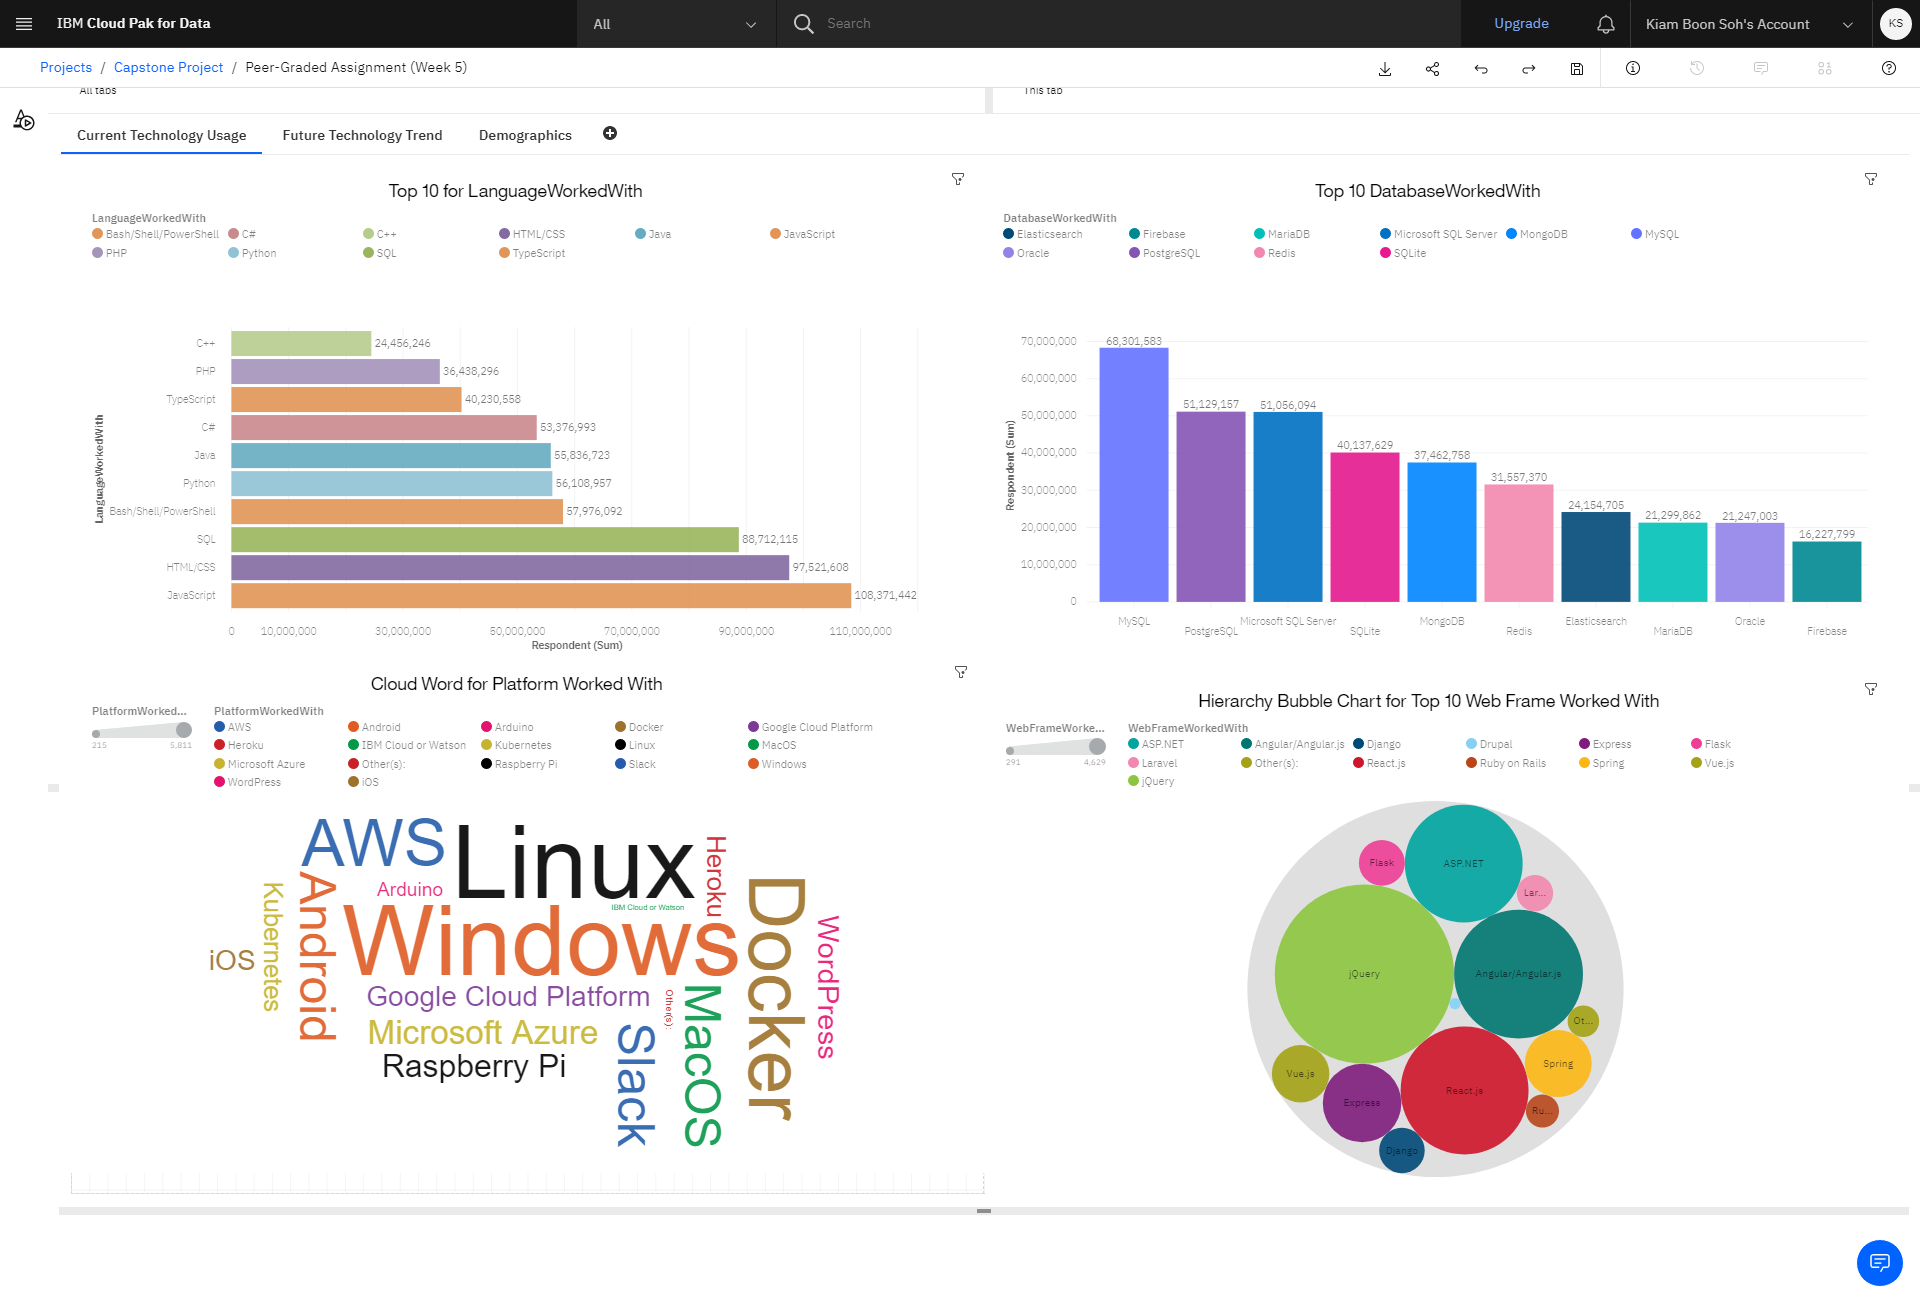 IBM Cloud Pak for Data
All
Search
Upgrade
Kiam Boon Soh's Account
KS
Projects / Capstone Project / Peer-Graded Assignment (Week 5)
All tabs
This tab
Current Technology Usage
Future Technology Trend
Demographics
Top 10 for LanguageWorkedWith
LanguageWorkedWith
Bash/Shell/PowerShell C# C++ HTML/CSS Java JavaScript
PHP Python SQL TypeScript
LanguageWorkedWith
C++ 24,456,246
PHP 36,438,296
TypeScript 40,230,558
C# 53,376,993
Java 55,836,723
Python 56,108,957
Bash/Shell/PowerShell 57,976,092
SQL 88,712,115
HTML/CSS 97,521,608
JavaScript 108,371,442
0 10,000,000 30,000,000 50,000,000 70,000,000 90,000,000 110,000,000
Respondent (Sum)
Top 10 DatabaseWorkedWith
DatabaseWorkedWith
Elasticsearch Firebase MariaDB Microsoft SQL Server MongoDB MySQL
Oracle PostgreSQL Redis SQLite
Respondent (Sum)
70,000,000
60,000,000
50,000,000
40,000,000
30,000,000
20,000,000
10,000,000
0
68,301,583
51,129,157
51,056,094
40,137,629
37,462,758
31,557,370
24,154,705
21,299,862
21,247,003
16,227,799
MySQL PostgreSQL Microsoft SQL Server SQLite MongoDB Redis Elasticsearch MariaDB Oracle Firebase
Cloud Word for Platform Worked With
PlatformWorked...
215 5,811
PlatformWorkedWith
AWS Android Arduino Docker Google Cloud Platform
Heroku IBM Cloud or Watson Kubernetes Linux MacOS
Microsoft Azure Other(s): Raspberry Pi Slack Windows
WordPress iOS
AWS
Linux
Heroku
Arduino
IBM Cloud or Watson
Kubernetes
Android
Windows
Docker
WordPress
iOS
Google Cloud Platform
Other(s):
MacOS
Microsoft Azure
Slack
Raspberry Pi
Hierarchy Bubble Chart for Top 10 Web Frame Worked With
WebFrameWorke...
291 4,629
WebFrameWorkedWith
ASP.NET Angular/Angular.js Django Drupal Express Flask
Laravel Other(s): React.js Ruby on Rails Spring Vue.js
jQuery
Flask
ASP.NET
Lar...
jQuery
Angular/Angular.js
Ot...
Spring
Vue.js
React.js
Express
Ru...
Django